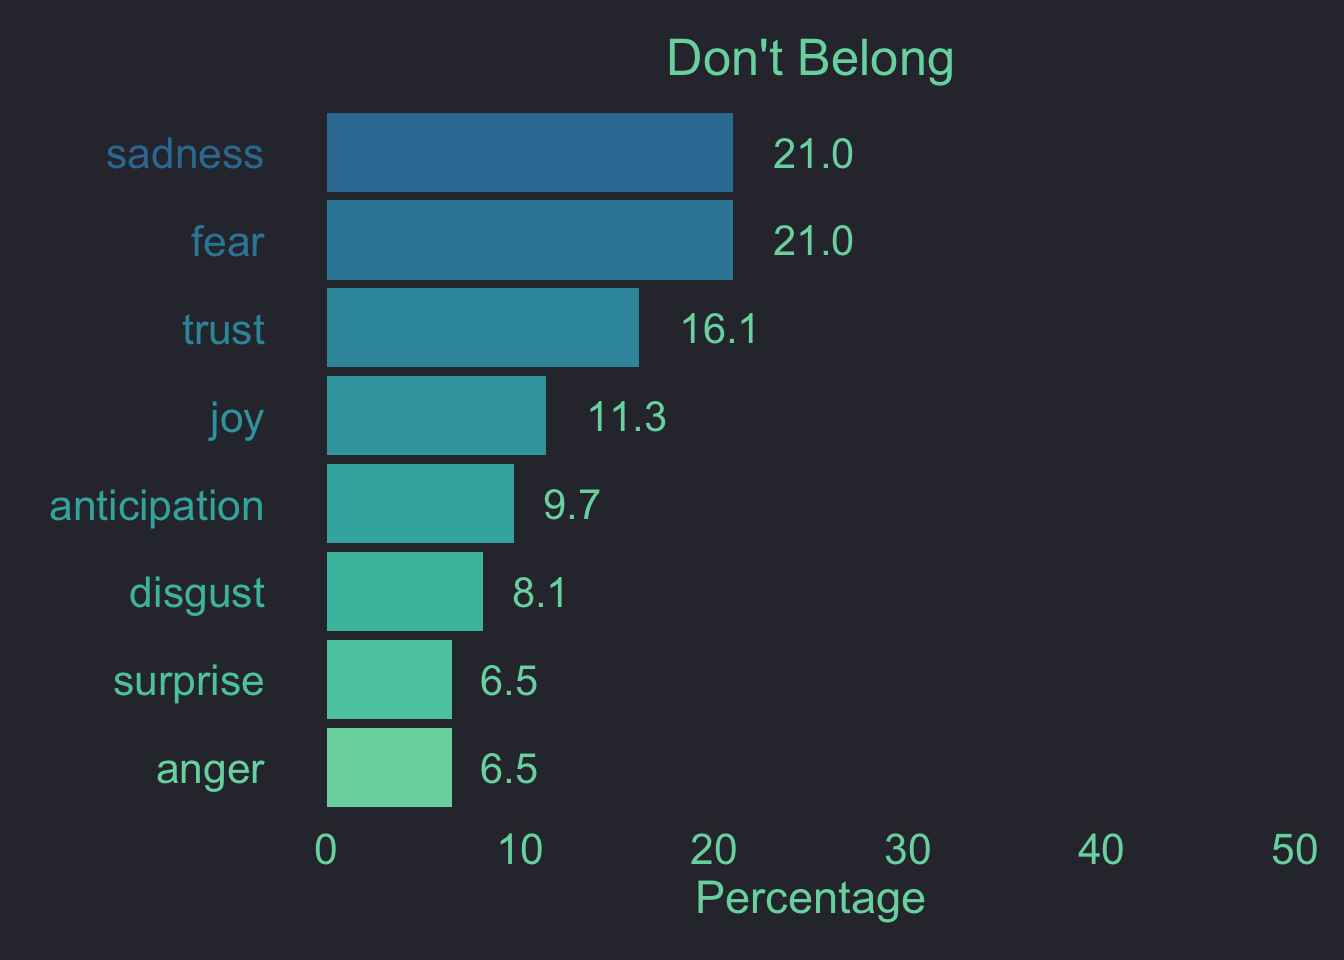 Don't Belong
sadness 21.0
fear 21.0
trust 16.1
joy 11.3
anticipation 9.7
disgust 8.1
surprise 6.5
anger 6.5
0 10 20 30 40 50
Percentage